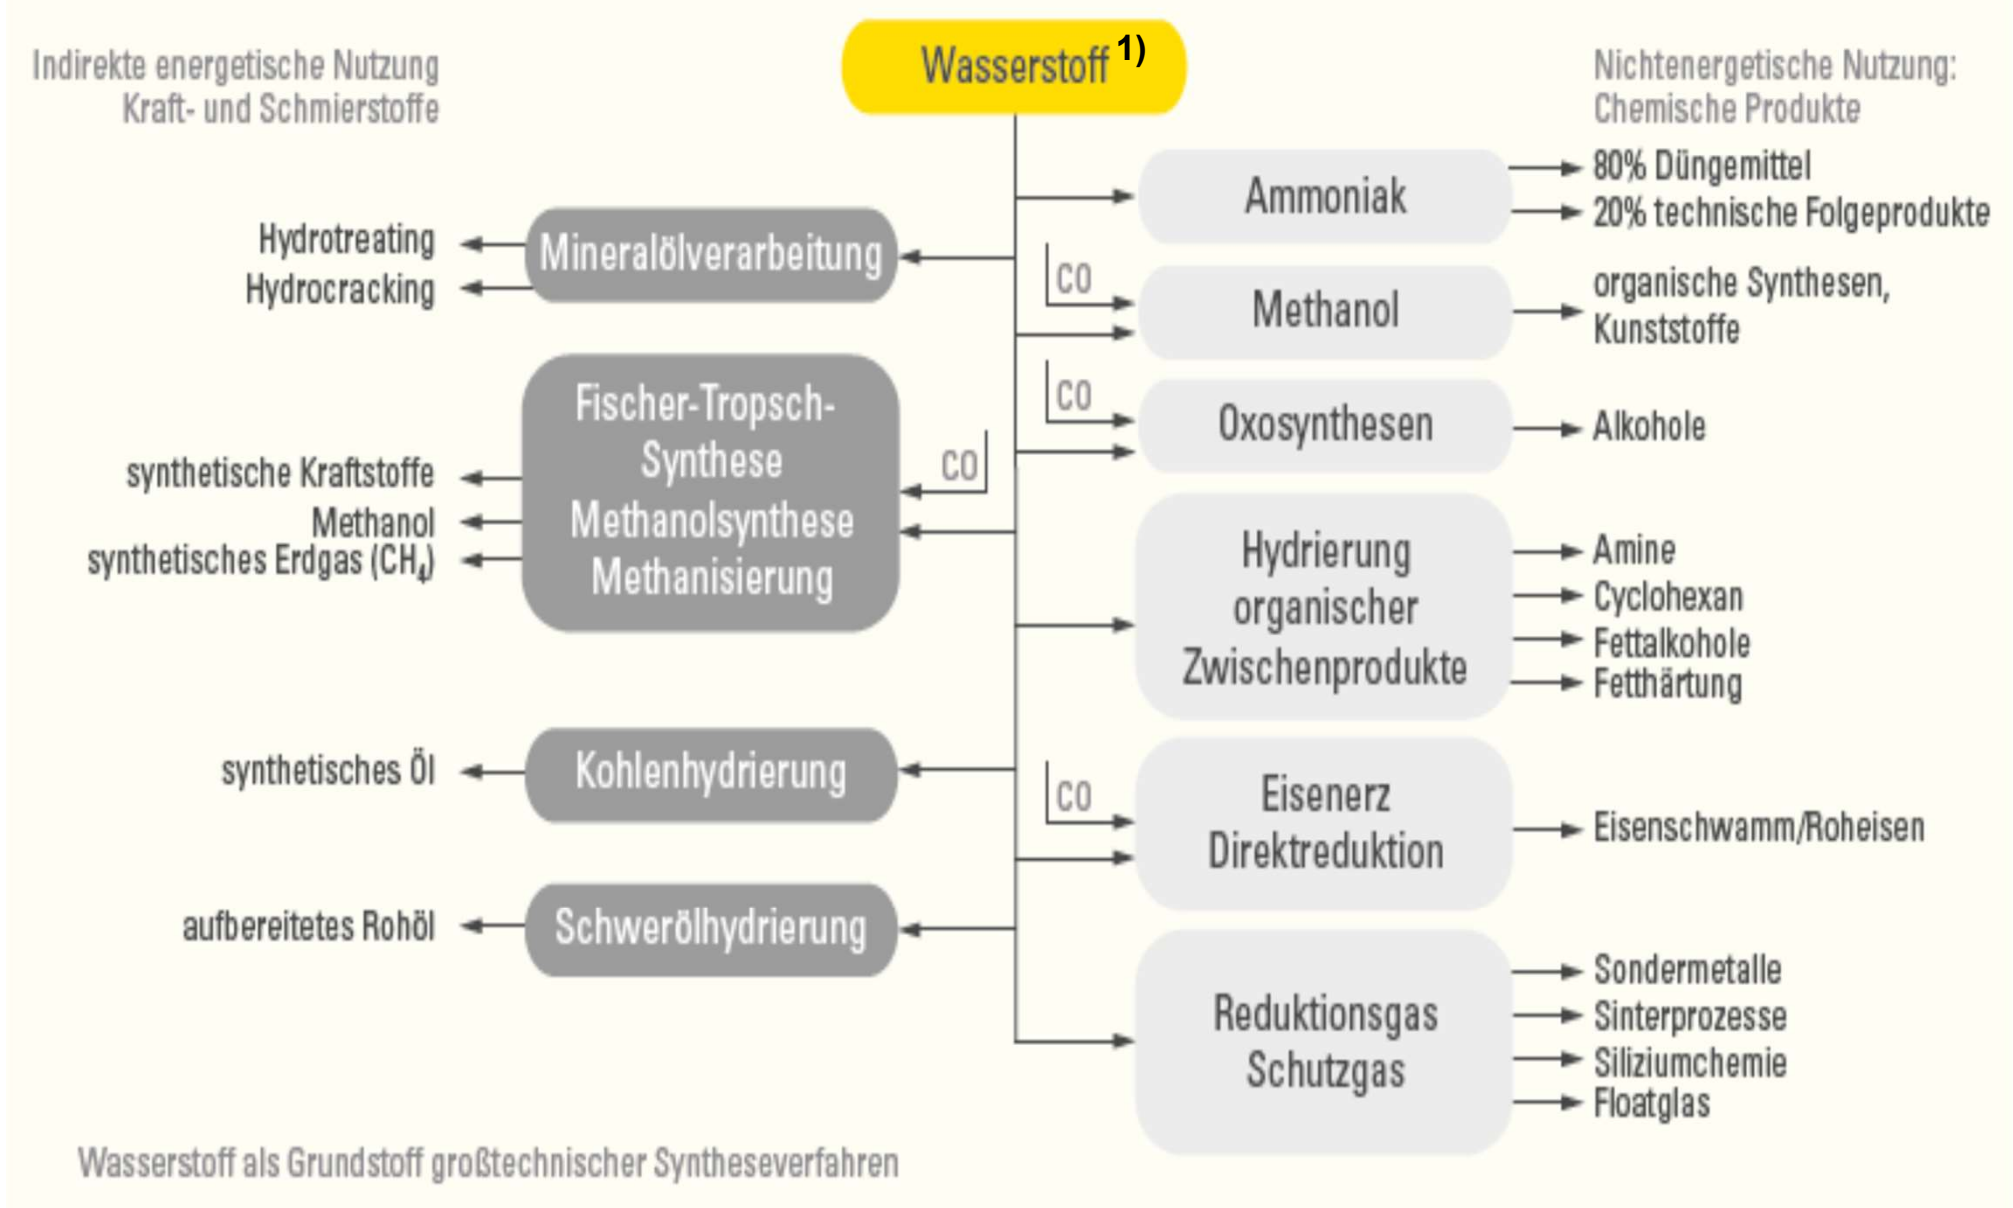 Indirekte energetische Nutzung
Kraft- und Schmierstoffe
Wasserstoff 1)
Nichtenergetische Nutzung:
Chemische Produkte
Hydrotreating
Hydrocracking
Mineralölverarbeitung
synthetische Kraftstoffe
Methanol
synthetisches Erdgas (CH₄)
Fischer-Tropsch-
Synthese
Methanolsynthese
Methanisierung
CO
synthetisches Öl
Kohlenhydrierung
aufbereitetes Rohöl
Schwerölhydrierung
Ammoniak
80% Düngemittel
20% technische Folgeprodukte
CO
Methanol
organische Synthesen,
Kunststoffe
CO
Oxosynthesen
Alkohole
Hydrierung
organischer
Zwischenprodukte
Amine
Cyclohexan
Fettalkohole
Fetthärtung
CO
Eisenerz
Direktreduktion
Eisenschwamm/Roheisen
Reduktionsgas
Schutzgas
Sondermetalle
Sinterprozesse
Siliziumchemie
Floatglas
Wasserstoff als Grundstoff großtechnischer Syntheseverfahren